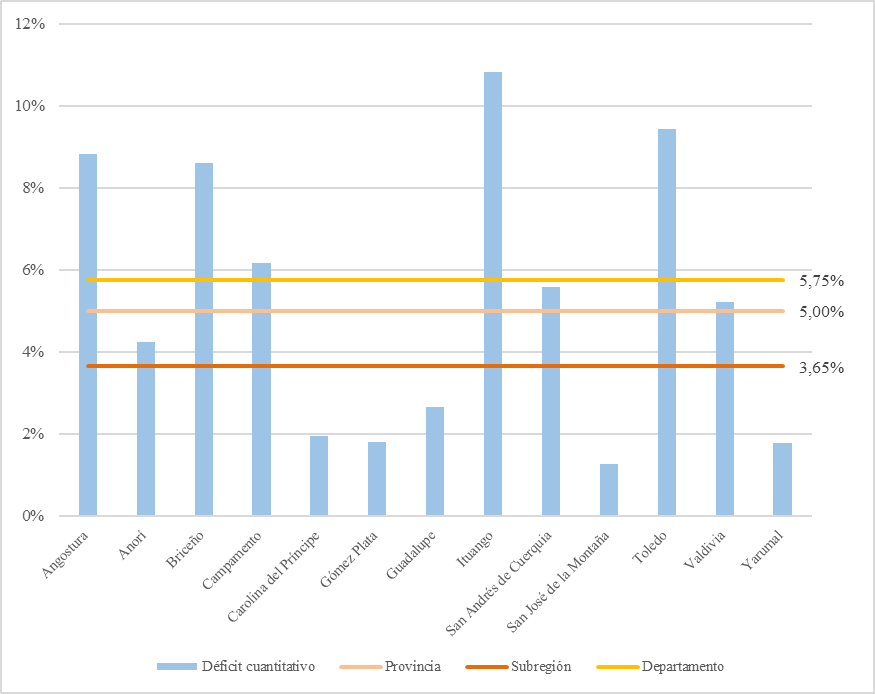 12%
10%
8%
6%
4%
2%
0%
5,75%
5,00%
3,65%
Angostura
Anorí
Briceño
Campamento
Carolina del Príncipe
Gómez Plata
Guadalupe
Ituango
San Andrés de Cuerquia
San José de la Montaña
Toledo
Valdivia
Yarumal
Déficit cuantitativo
Provincia
Subregión
Departamento